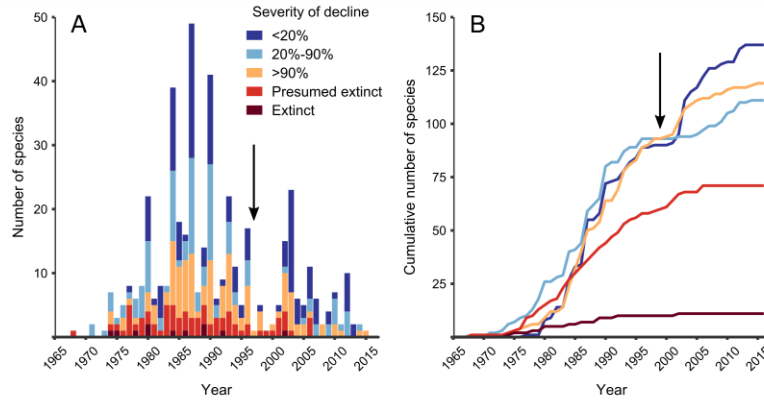 A
Severity of decline
<20%
20%-90%
>90%
Presumed extinct
Extinct
Number of species
50
40
30
20
10
1965 1970 1975 1980 1985 1990 1995 2000 2005 2010 2015
Year
B
Cumulative number of species
150
125
100
75
50
25
1965 1970 1975 1980 1985 1990 1995 2000 2005 2010 2015
Year